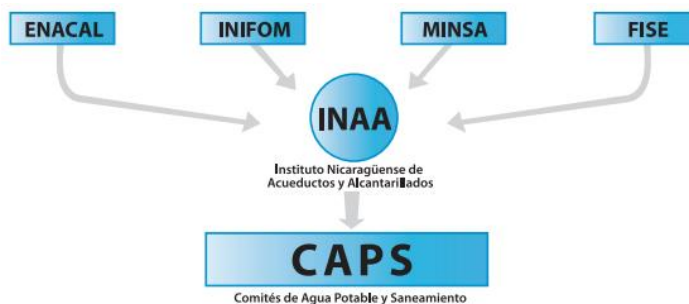 ENACAL
INIFOM
MINSA
FISE
INAA
Instituto Nicaragüense de
Acueductos y Alcantarillados
CAPS
Comités de Agua Potable y Saneamiento